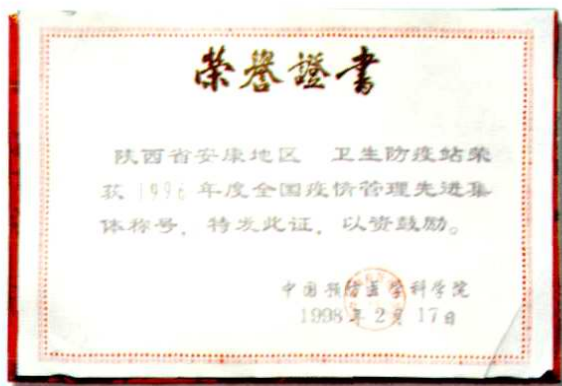 荣誉證書
陕西省安康地区 卫生防疫站荣
获1996年度全国疫情管理先进集
体称号，特发此证，以资鼓励。
中国预防医学科学院
1998年2月17日